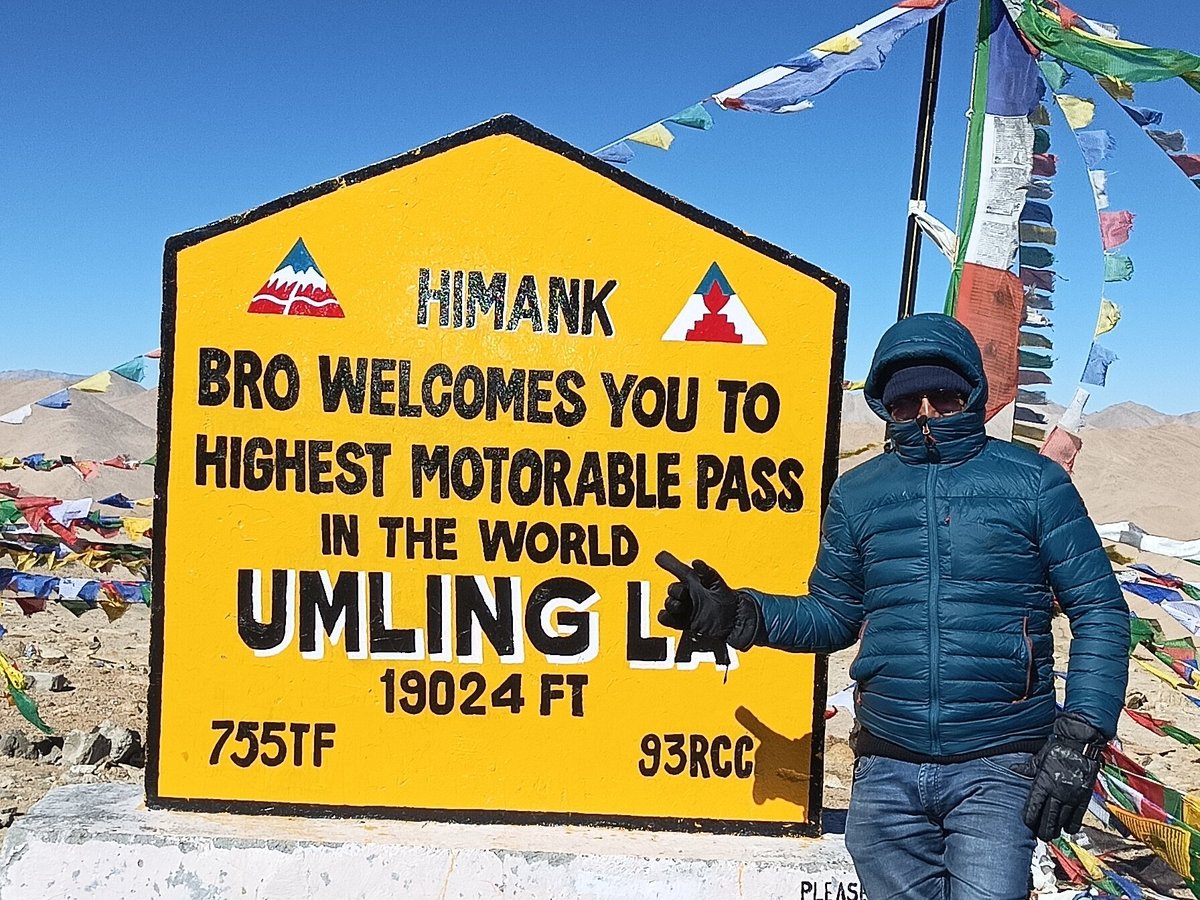 HIMANK
BRO WELCOMES YOU TO
HIGHEST MOTORABLE PASS
IN THE WORLD
UMLING LA
19024 FT
755TF 93RCC
PLEASE